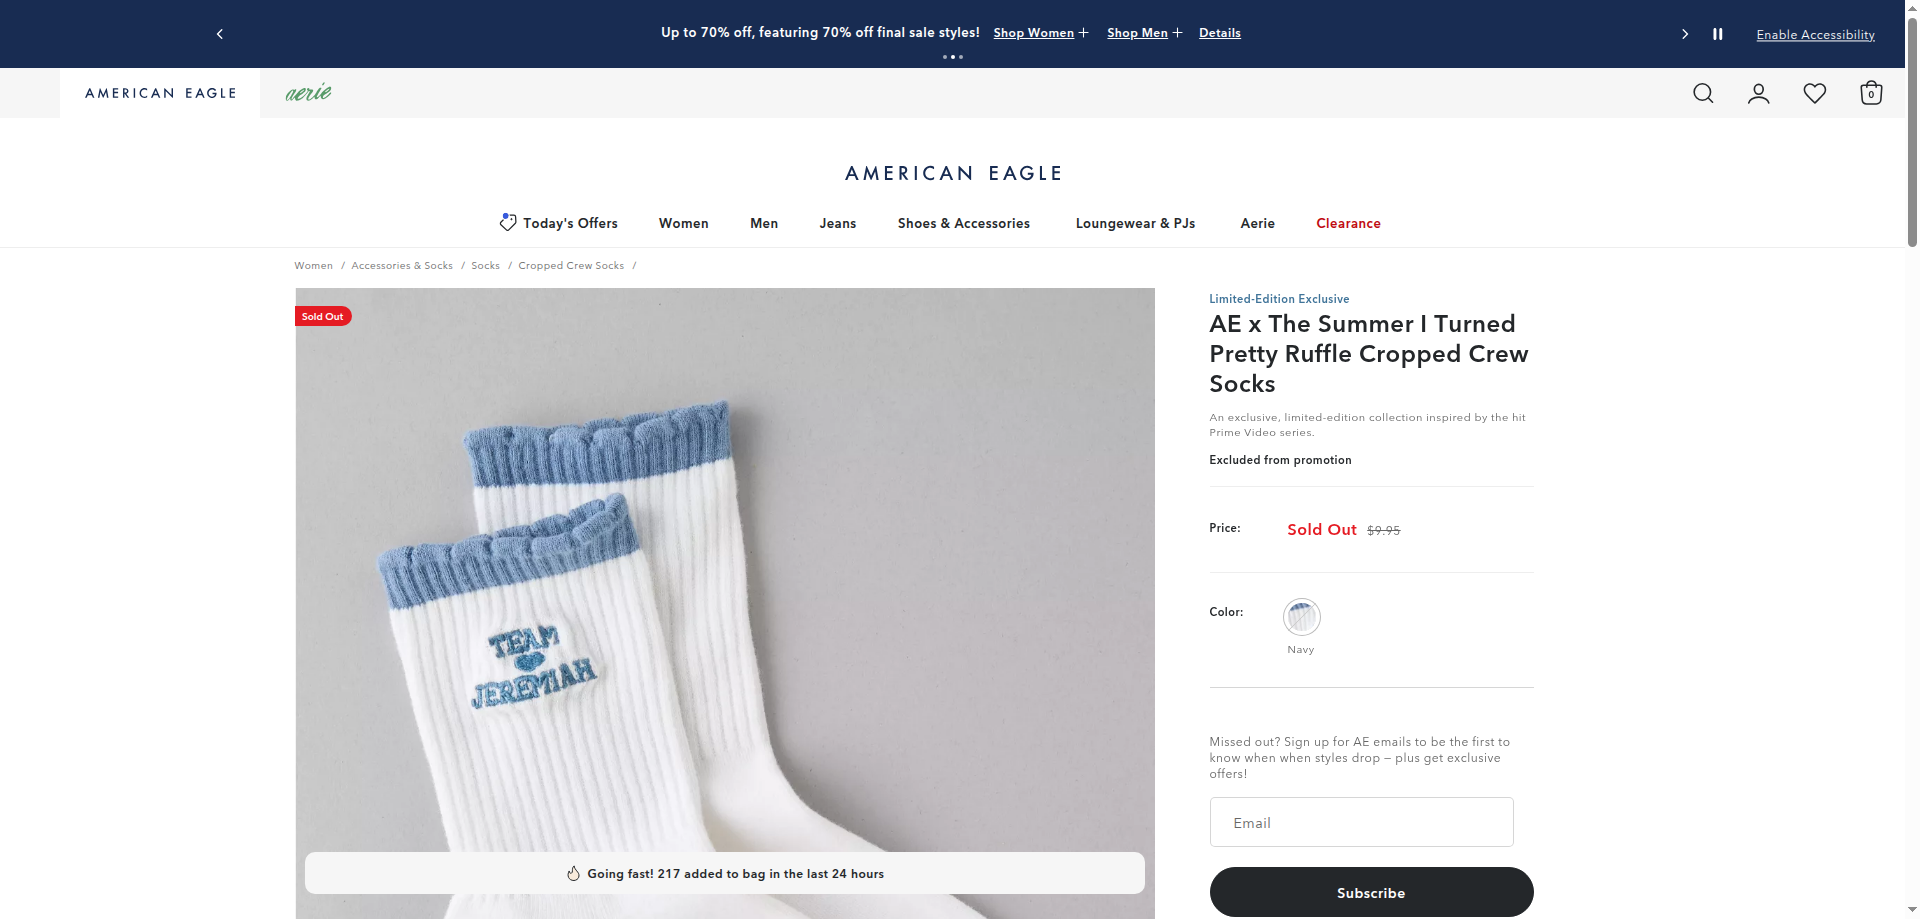 Up to 70% off, featuring 70% off final sale styles! Shop Women + Shop Men + Details
Enable Accessibility
AMERICAN EAGLE
aerie
0
AMERICAN EAGLE
Today's Offers
Women
Men
Jeans
Shoes & Accessories
Loungewear & PJs
Aerie
Clearance
Women / Accessories & Socks / Socks / Cropped Crew Socks /
Sold Out
TEAM
JEREMIAH
Going fast! 217 added to bag in the last 24 hours
Limited-Edition Exclusive
AE x The Summer I Turned
Pretty Ruffle Cropped Crew
Socks
An exclusive, limited-edition collection inspired by the hit
Prime Video series.
Excluded from promotion
Price: Sold Out $9.95
Color:
Navy
Missed out? Sign up for AE emails to be the first to
know when when styles drop – plus get exclusive
offers!
Email
Subscribe